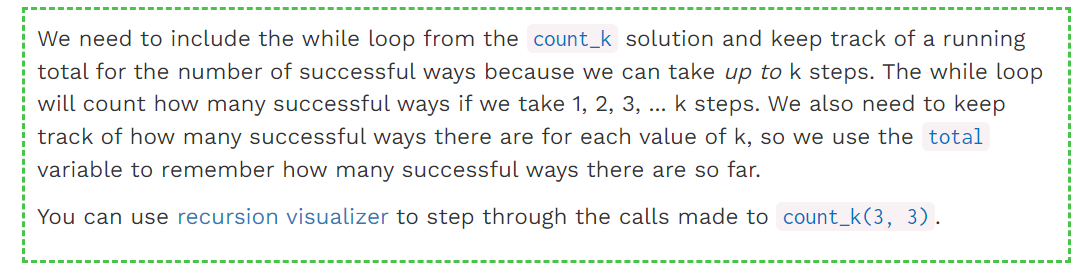 We need to include the while loop from the count_k solution and keep track of a running
total for the number of successful ways because we can take up to k steps. The while loop
will count how many successful ways if we take 1, 2, 3, ... k steps. We also need to keep
track of how many successful ways there are for each value of k, so we use the total
variable to remember how many successful ways there are so far.
You can use recursion visualizer to step through the calls made to count_k(3, 3).